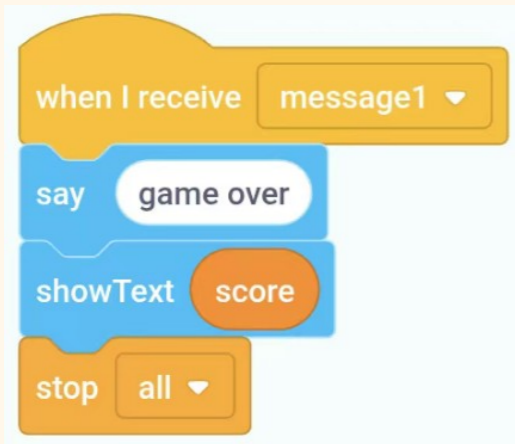 when I receive message1
say game over
showText score
stop all